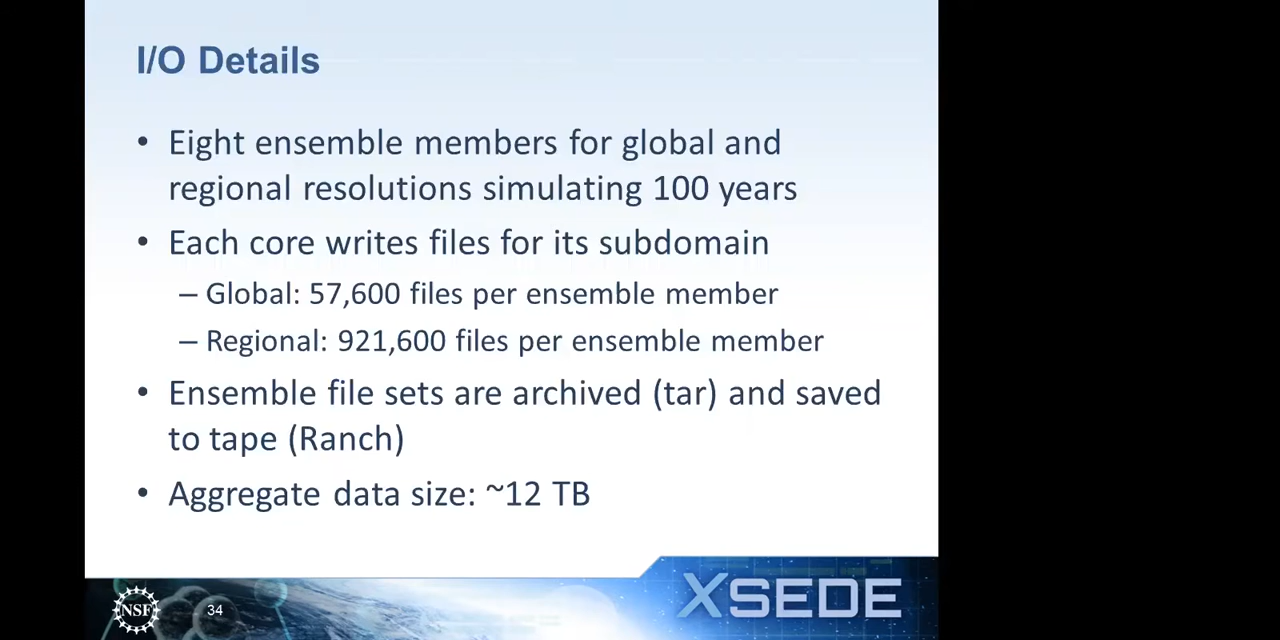 I/O Details
• Eight ensemble members for global and
regional resolutions simulating 100 years
• Each core writes files for its subdomain
– Global: 57,600 files per ensemble member
– Regional: 921,600 files per ensemble member
• Ensemble file sets are archived (tar) and saved
to tape (Ranch)
• Aggregate data size: ~12 TB
NSF
34
XSEDE